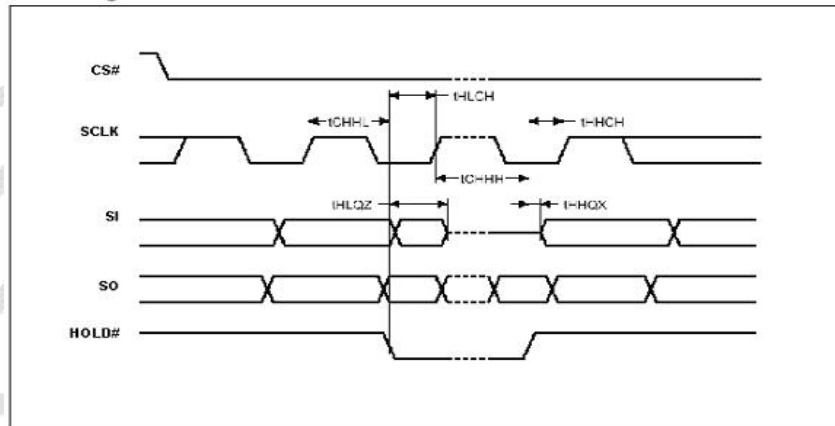 CS#
tHLCH
SCLK
tCHHL
tHHCH
tCHHH
tHLQZ
tHHQX
SI
SO
HOLD#